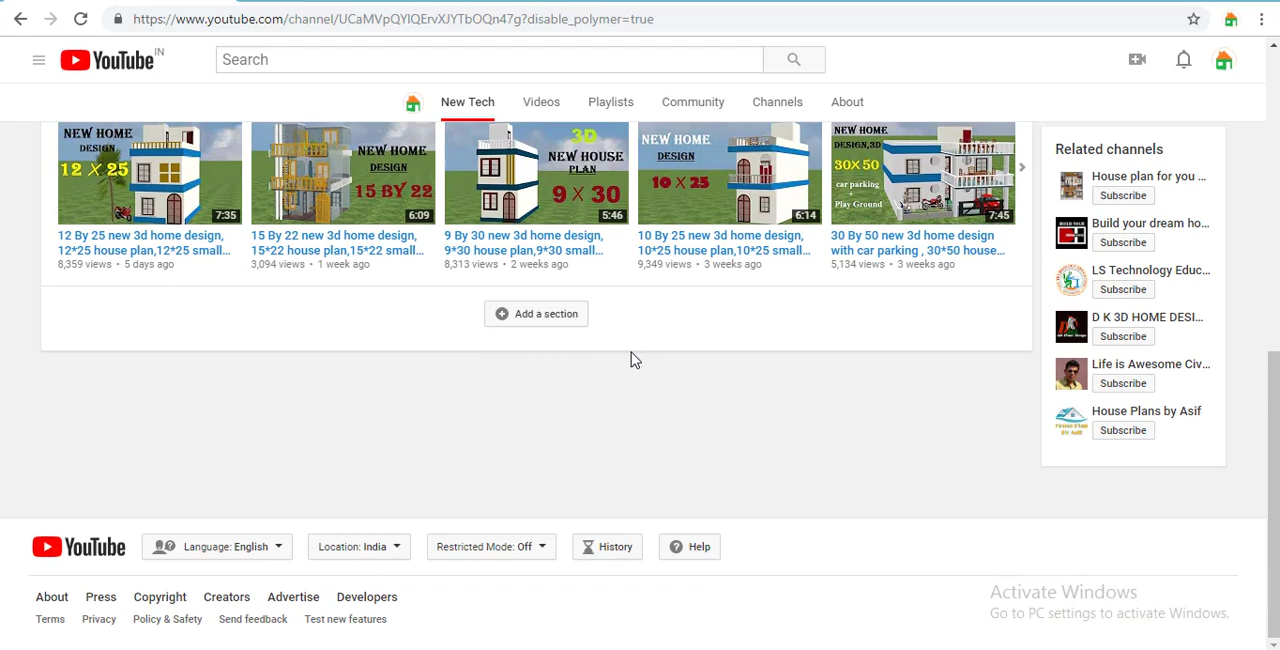 https://www.youtube.com/channel/UCaMVpQYlQErvXJYTbOQn47g?disable_polymer=true
YouTube IN
Search
New Tech Videos Playlists Community Channels About
NEW HOME
DESIGN
12 X 25
7:35
NEW HOME
DESIGN
15 BY 22
6:09
3D
NEW HOUSE
PLAN
9 X 30
5:46
NEW HOME
DESIGN
10 X 25
6:14
NEW HOME
DESIGN,3D
30X50
car parking
+
Play Ground
7:45
12 By 25 new 3d home design,
12*25 house plan,12*25 small...
8,359 views • 5 days ago
15 By 22 new 3d home design,
15*22 house plan,15*22 small...
3,094 views • 1 week ago
9 By 30 new 3d home design,
9*30 house plan,9*30 small...
8,313 views • 2 weeks ago
10 By 25 new 3d home design,
10*25 house plan,10*25 small...
9,349 views • 3 weeks ago
30 By 50 new 3d home design
with car parking , 30*50 house...
5,134 views • 3 weeks ago
Add a section
Related channels
House plan for you ...
Subscribe
Build your dream ho...
Subscribe
LS Technology Educ...
Subscribe
D K 3D HOME DESI...
Subscribe
Life is Awesome Civ...
Subscribe
House Plans by Asif
Subscribe
YouTube
Language: English
Location: India
Restricted Mode: Off
History
Help
About Press Copyright Creators Advertise Developers
Terms Privacy Policy & Safety Send feedback Test new features
Activate Windows
Go to PC settings to activate Windows.